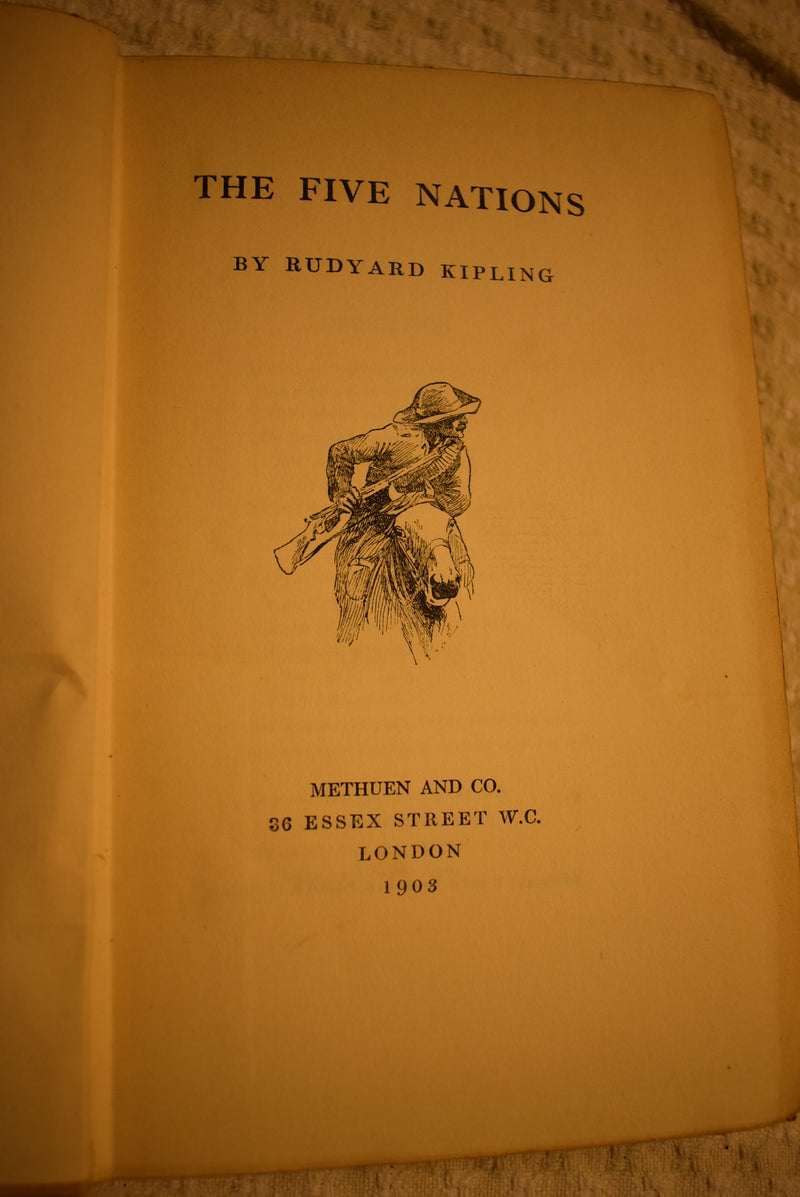 THE FIVE NATIONS
BY RUDYARD KIPLING
METHUEN AND CO.
36 ESSEX STREET W.C.
LONDON
1903